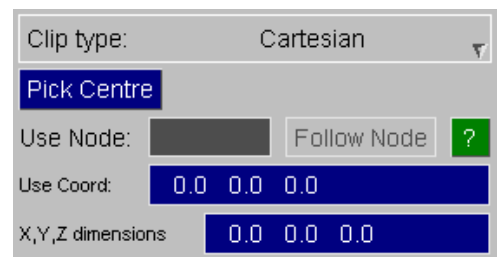 Clip type: Cartesian
Pick Centre
Use Node: Follow Node ?
Use Coord: 0.0 0.0 0.0
X,Y,Z dimensions 0.0 0.0 0.0